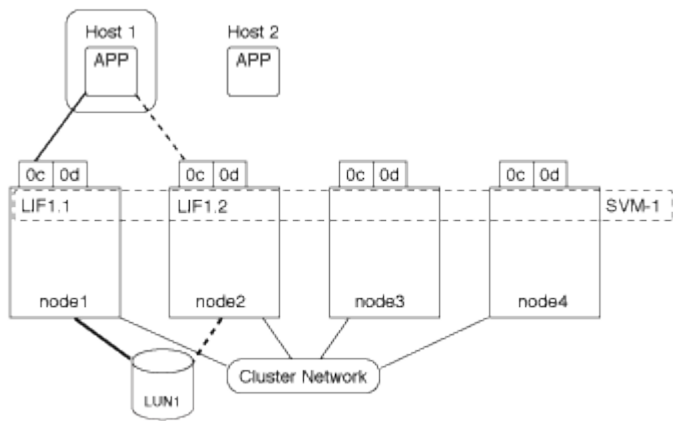 Host 1 Host 2
APP APP
0c 0d 0c 0d 0c 0d 0c 0d
LIF1.1 LIF1.2 SVM-1
node1 node2 node3 node4
Cluster Network
LUN1